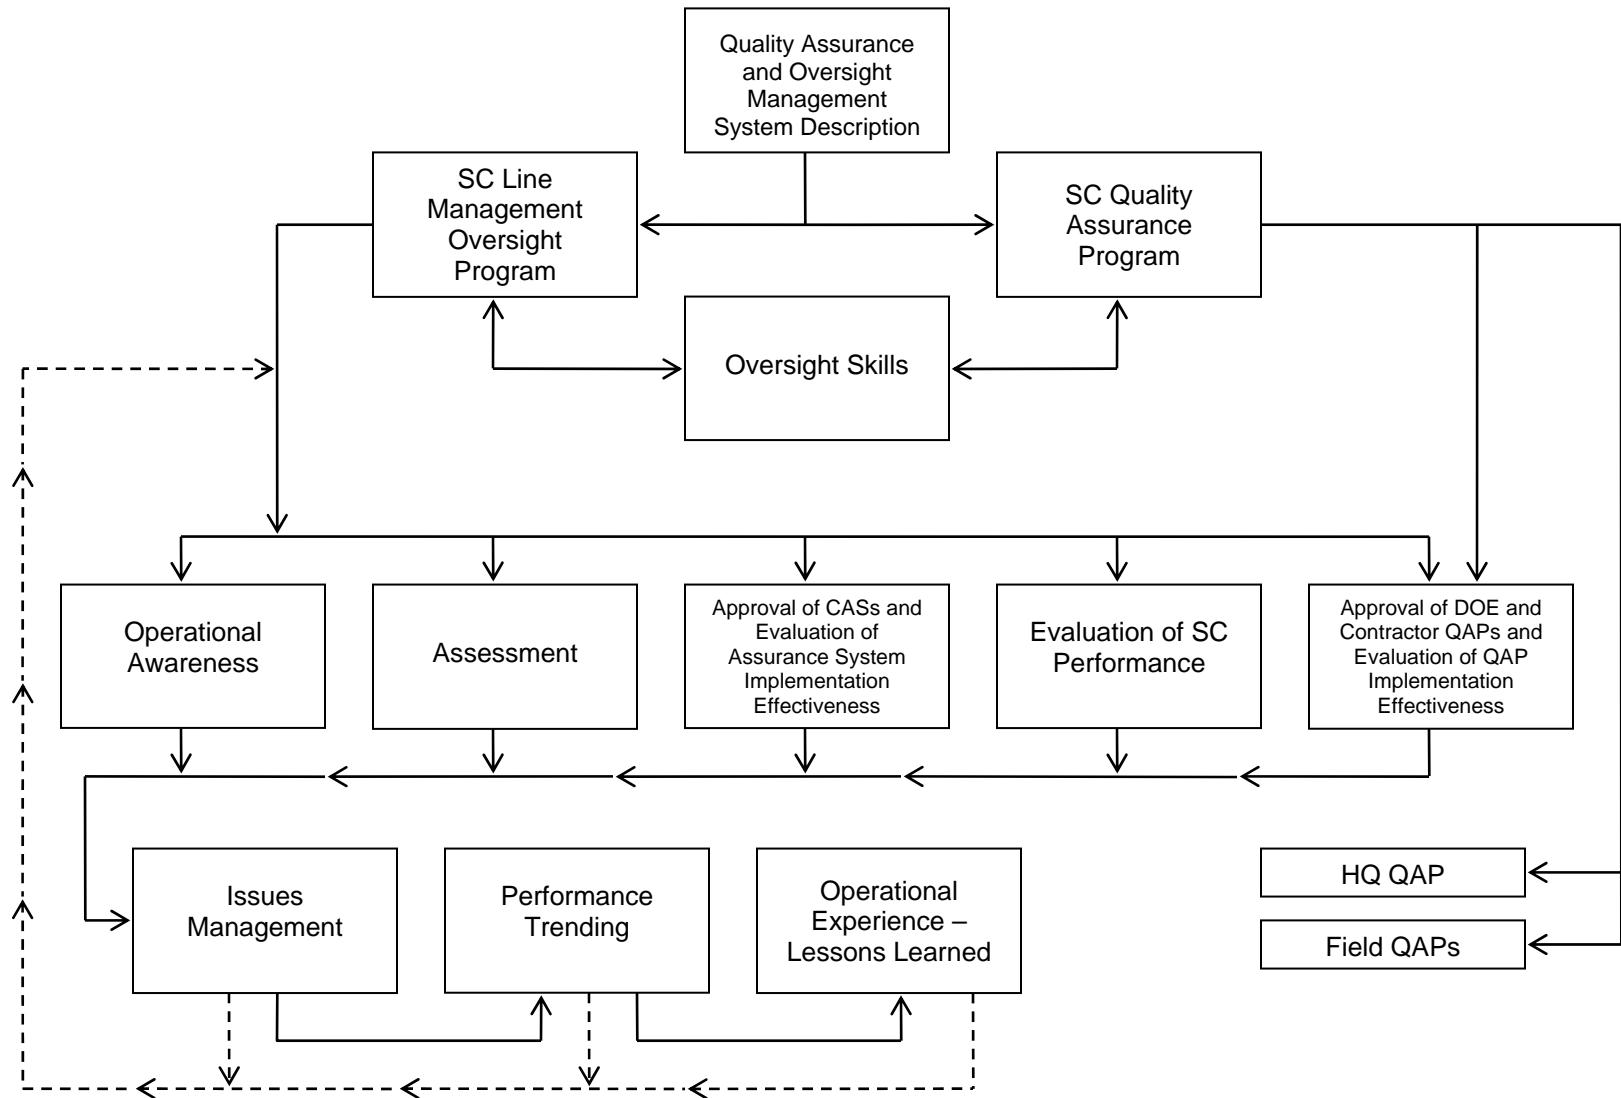 Quality Assurance
and Oversight
Management
System Description
SC Line
Management
Oversight
Program
SC Quality
Assurance
Program
Oversight Skills
Operational
Awareness
Assessment
Approval of CASs and
Evaluation of
Assurance System
Implementation
Effectiveness
Evaluation of SC
Performance
Approval of DOE and
Contractor QAPs and
Evaluation of QAP
Implementation
Effectiveness
Issues
Management
Performance
Trending
Operational
Experience –
Lessons Learned
HQ QAP
Field QAPs